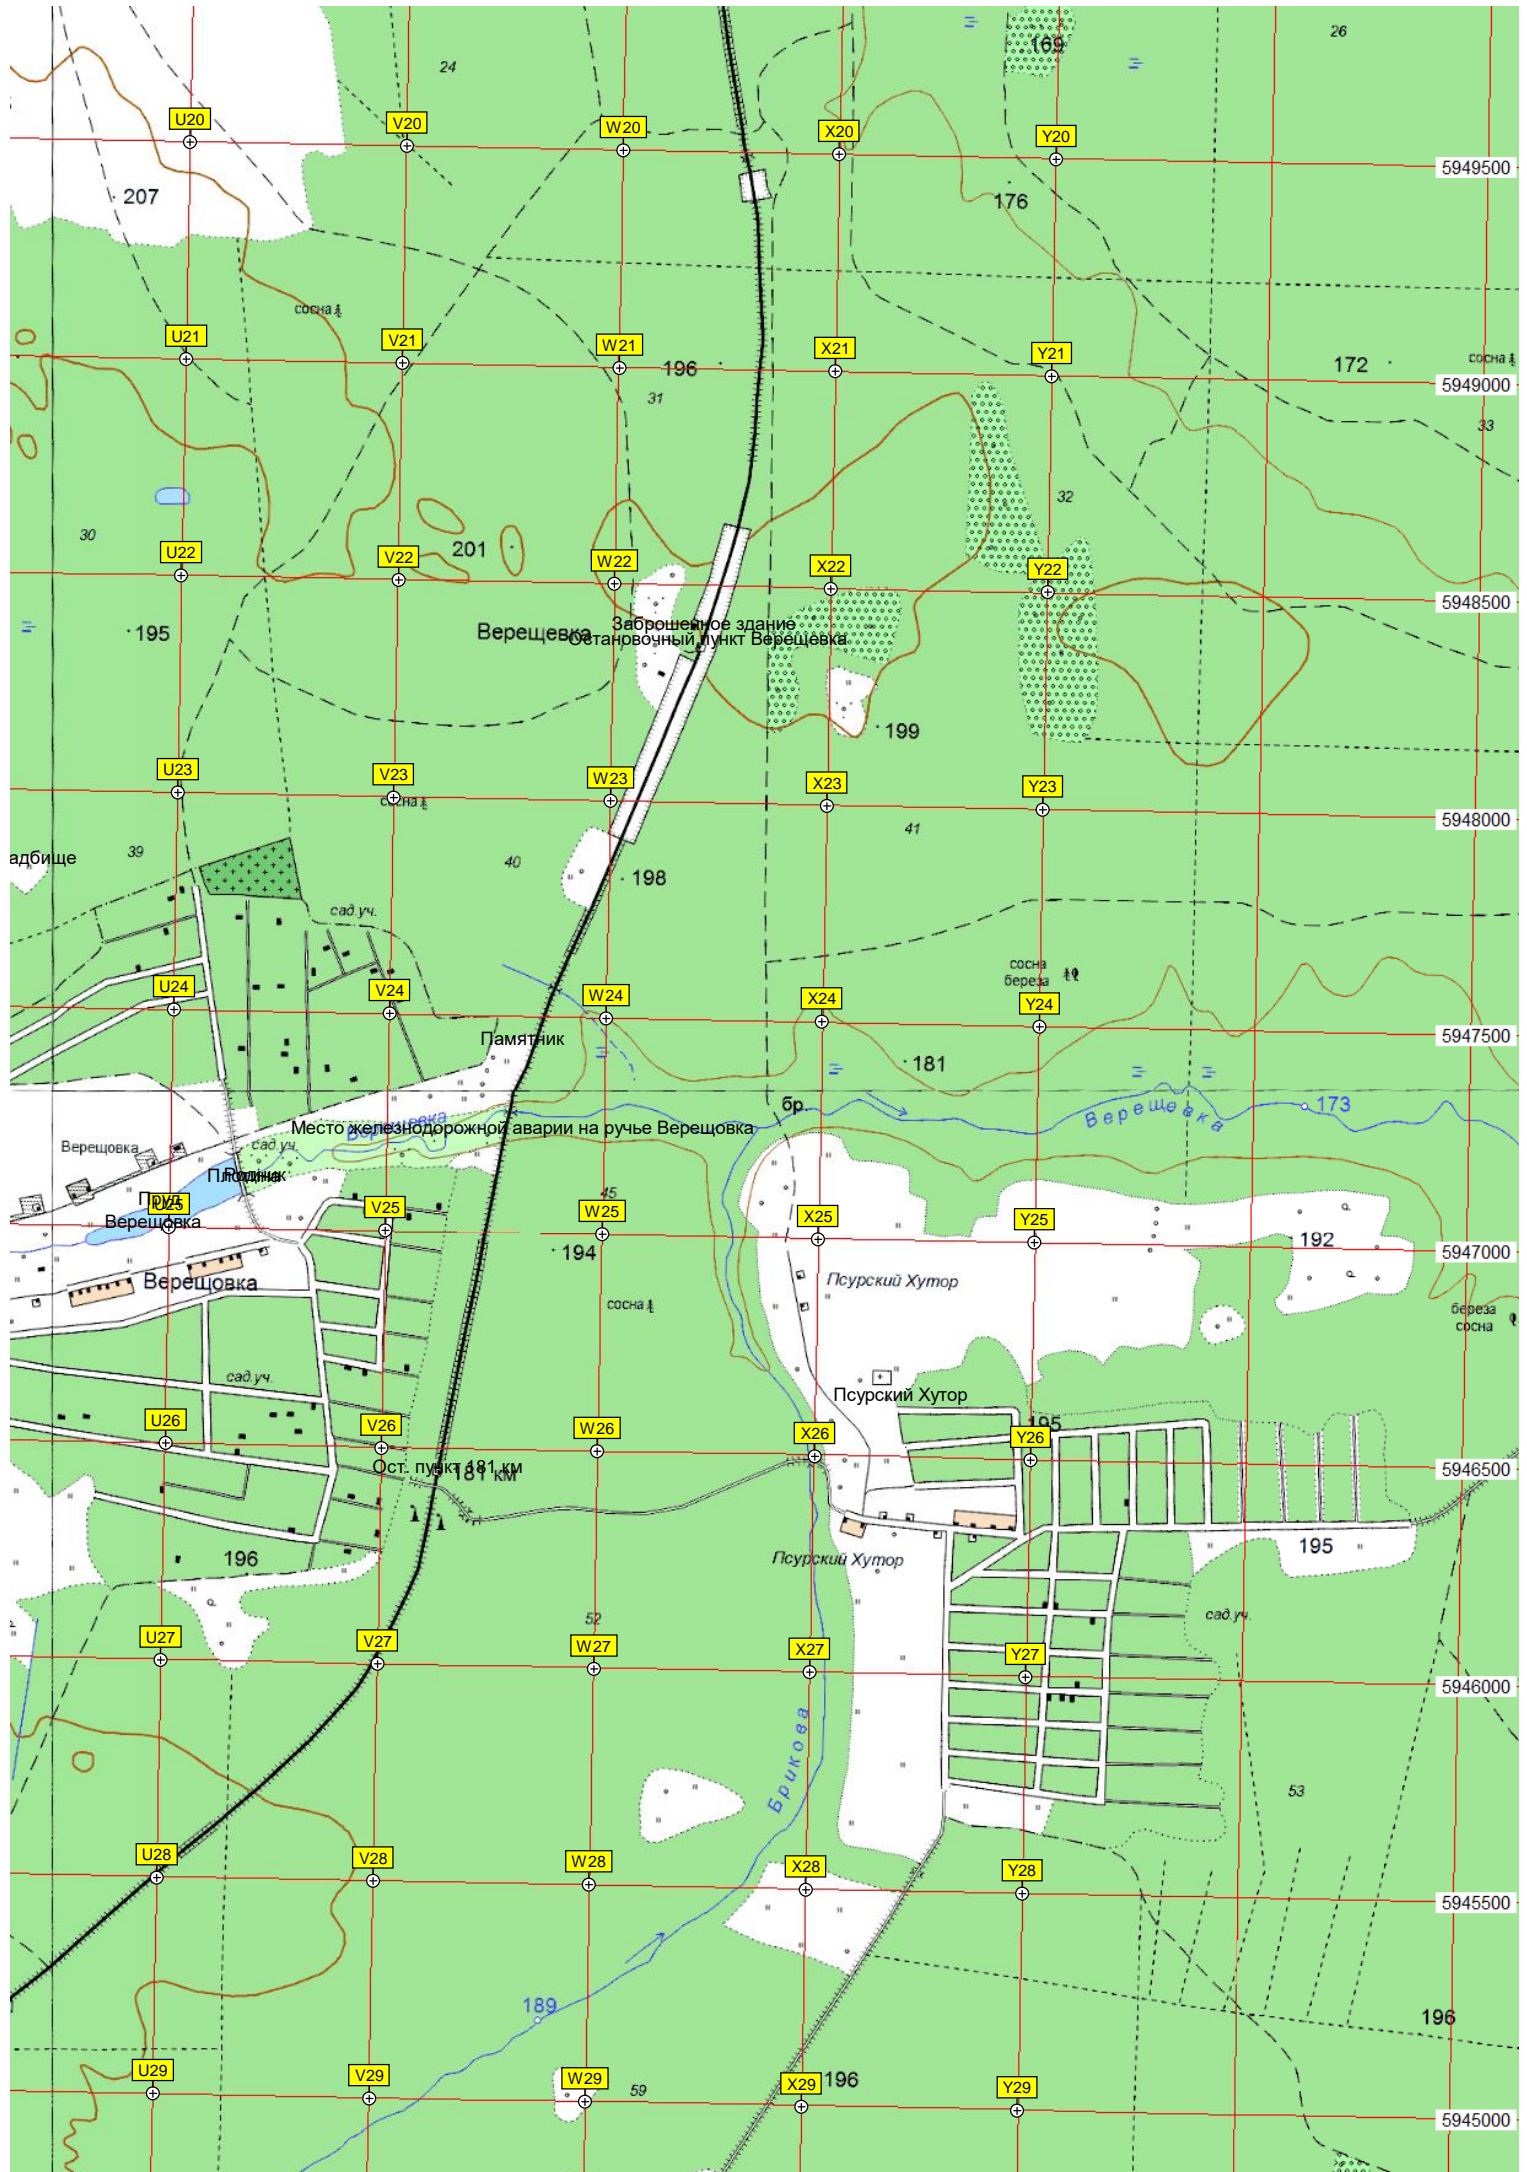 26
169
24
U20
V20
W20
X20
Y20
5949500
207
176
сосна
U21
V21
W21
X21
Y21
196
172
сосна
5949000
31
33
32
30
201
U22
V22
W22
X22
Y22
5948500
195
Верещевка
Заброшенное здание
Остановочный пункт Верещевка
199
U23
V23
W23
X23
Y23
сосна
5948000
41
39
40
адбище
198
сад.уч.
сосна
береза
U24
V24
W24
X24
Y24
5947500
Памятник
181
бр.
173
Верещевка
Верещевка
Место железнодорожной аварии на ручье Верещовка
Верещовка
сад.уч.
Плотина
Родник
Пруд
Верещовка
45
U25
V25
W25
X25
Y25
194
192
5947000
Верещовка
Псурский Хутор
сосна
береза
сосна
сад.уч.
Псурский Хутор
195
U26
V26
W26
X26
Y26
5946500
Ост. пункт 181 км
181 км
196
195
Псурский Хутор
52
сад.уч.
U27
V27
W27
X27
Y27
5946000
Брикова
53
U28
V28
W28
X28
Y28
5945500
189
196
U29
V29
W29
X29
Y29
59
196
5945000